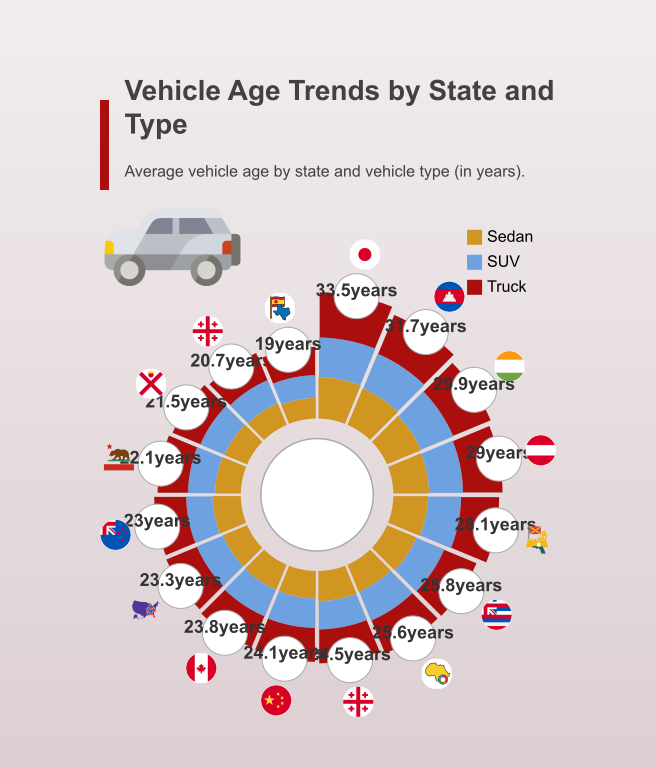 Vehicle Age Trends by State and
Type
Average vehicle age by state and vehicle type (in years).
Sedan
SUV
Truck
33.5years
31.7years
29.9years
29years
28.1years
25.8years
25.6years
24.5years
24.1years
23.8years
23.3years
23years
22.1years
21.5years
20.7years
19years